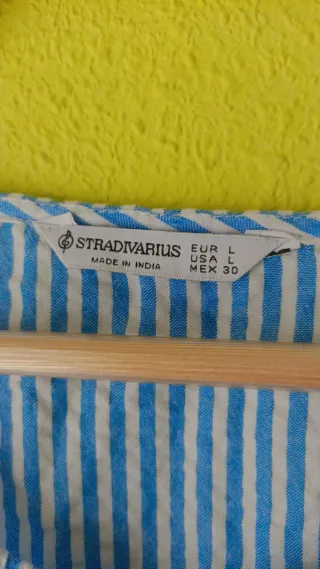 STRADIVARIUS
MADE IN INDIA
EUR L
USA L
MEX 30